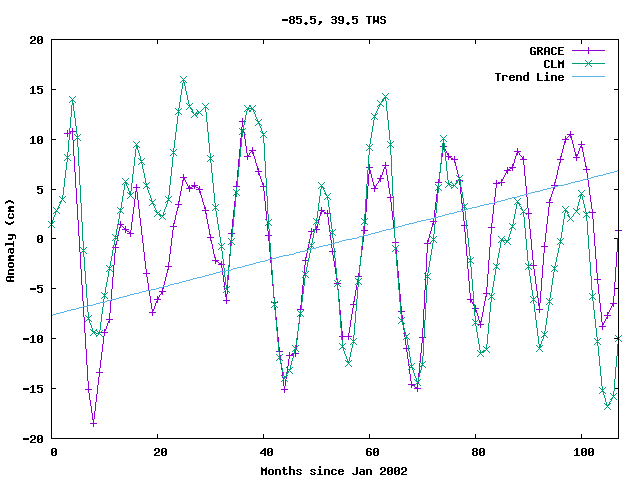 -85.5, 39.5 TWS
GRACE
CLM
Trend Line
20
15
10
5
0
-5
-10
-15
-20
Anomaly (cm)
0 20 40 60 80 100
Months since Jan 2002